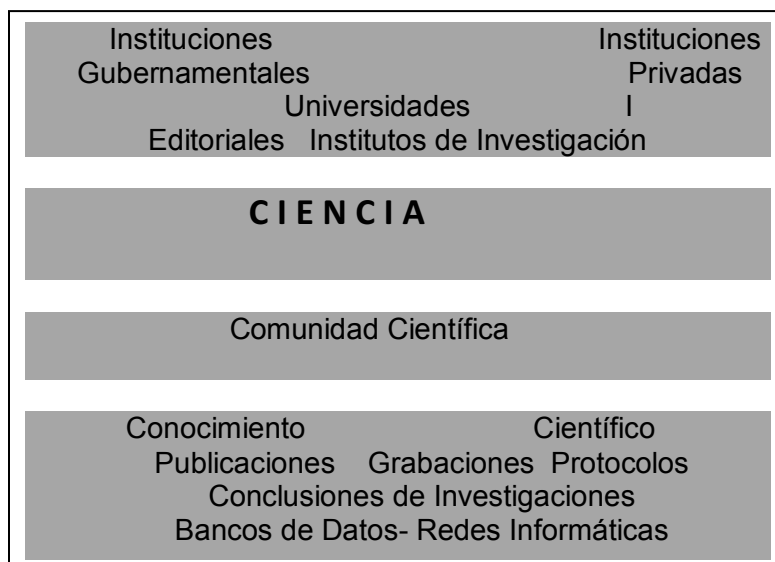 Instituciones Instituciones
Gubernamentales Privadas
Universidades I
Editoriales Institutos de Investigación
C I E N C I A
Comunidad Científica
Conocimiento Científico
Publicaciones Grabaciones Protocolos
Conclusiones de Investigaciones
Bancos de Datos- Redes Informáticas